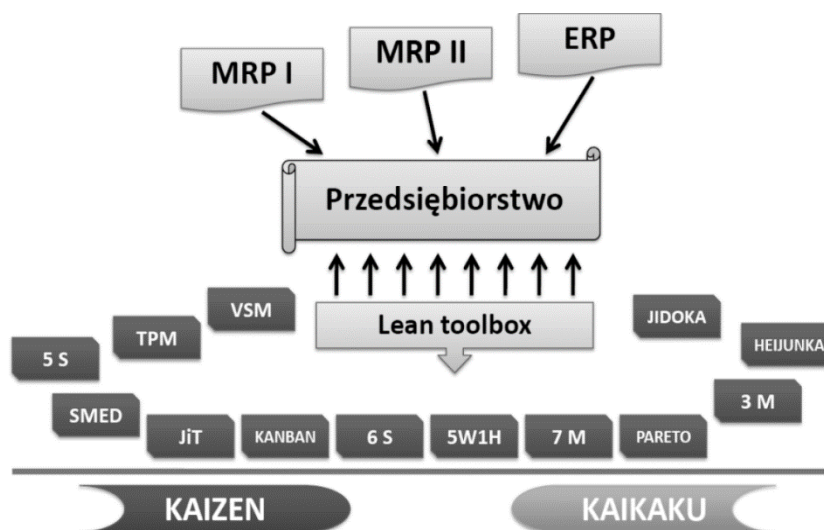 MRP I
MRP II
ERP
Przedsiębiorstwo
Lean toolbox
VSM
TPM
5 S
JIDOKA
HEIJUNKA
SMED
JiT
KANBAN
6 S
5W1H
7 M
PARETO
3 M
KAIZEN
KAIKAKU